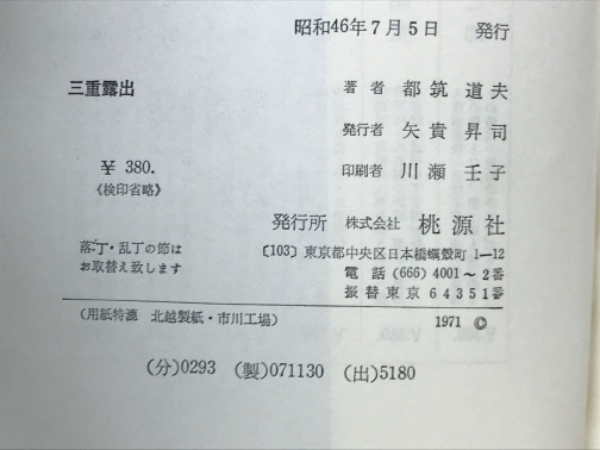 昭和46年7月5日 発行
三重露出
著者 都筑道夫
発行者 矢貴昇司
印刷者 川瀬壬子
¥ 380.
《検印省略》
発行所 株式会社 桃源社
〔103〕東京都中央区日本橋蠣殻町 1―12
電話 (666) 4001～2番
振替東京 64351番
落丁・乱丁の節は
お取替え致します
(用紙特漉 北越製紙・市川工場)
1971 ©
(分)0293 (製)071130 (出)5180